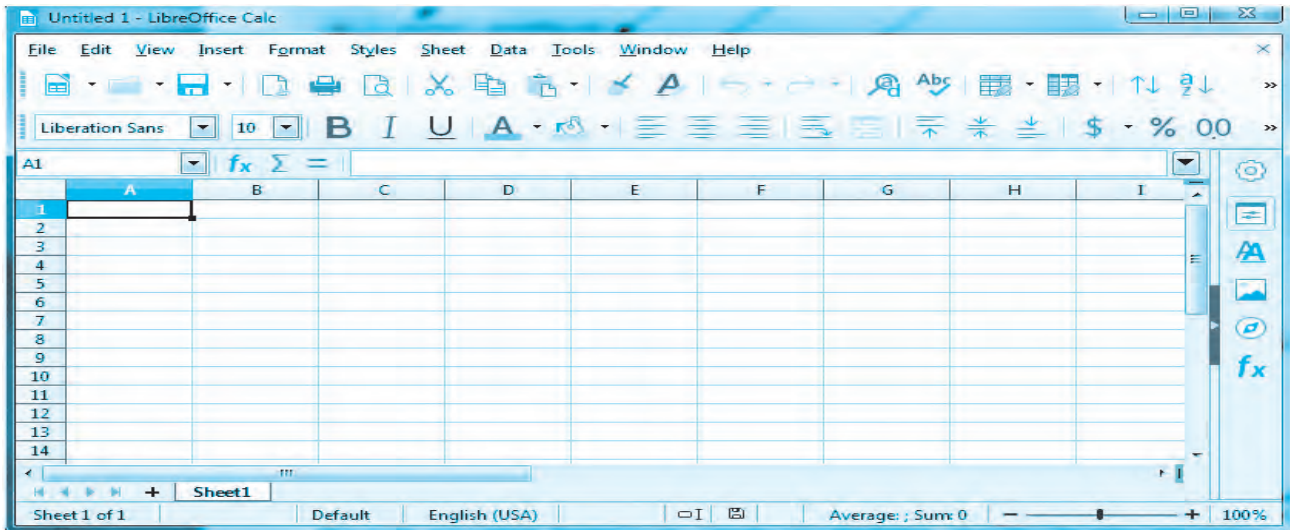 Untitled 1 - LibreOffice Calc
File Edit View Insert Format Styles Sheet Data Tools Window Help
Abc
Liberation Sans 10 B I U A $ % 0.0
A1 fx Σ =
A B C D E F G H I
1
2
3
4
5
6
7
8
9
10
11
12
13
14
Sheet1
Sheet 1 of 1 Default English (USA) Average: ; Sum: 0 100%